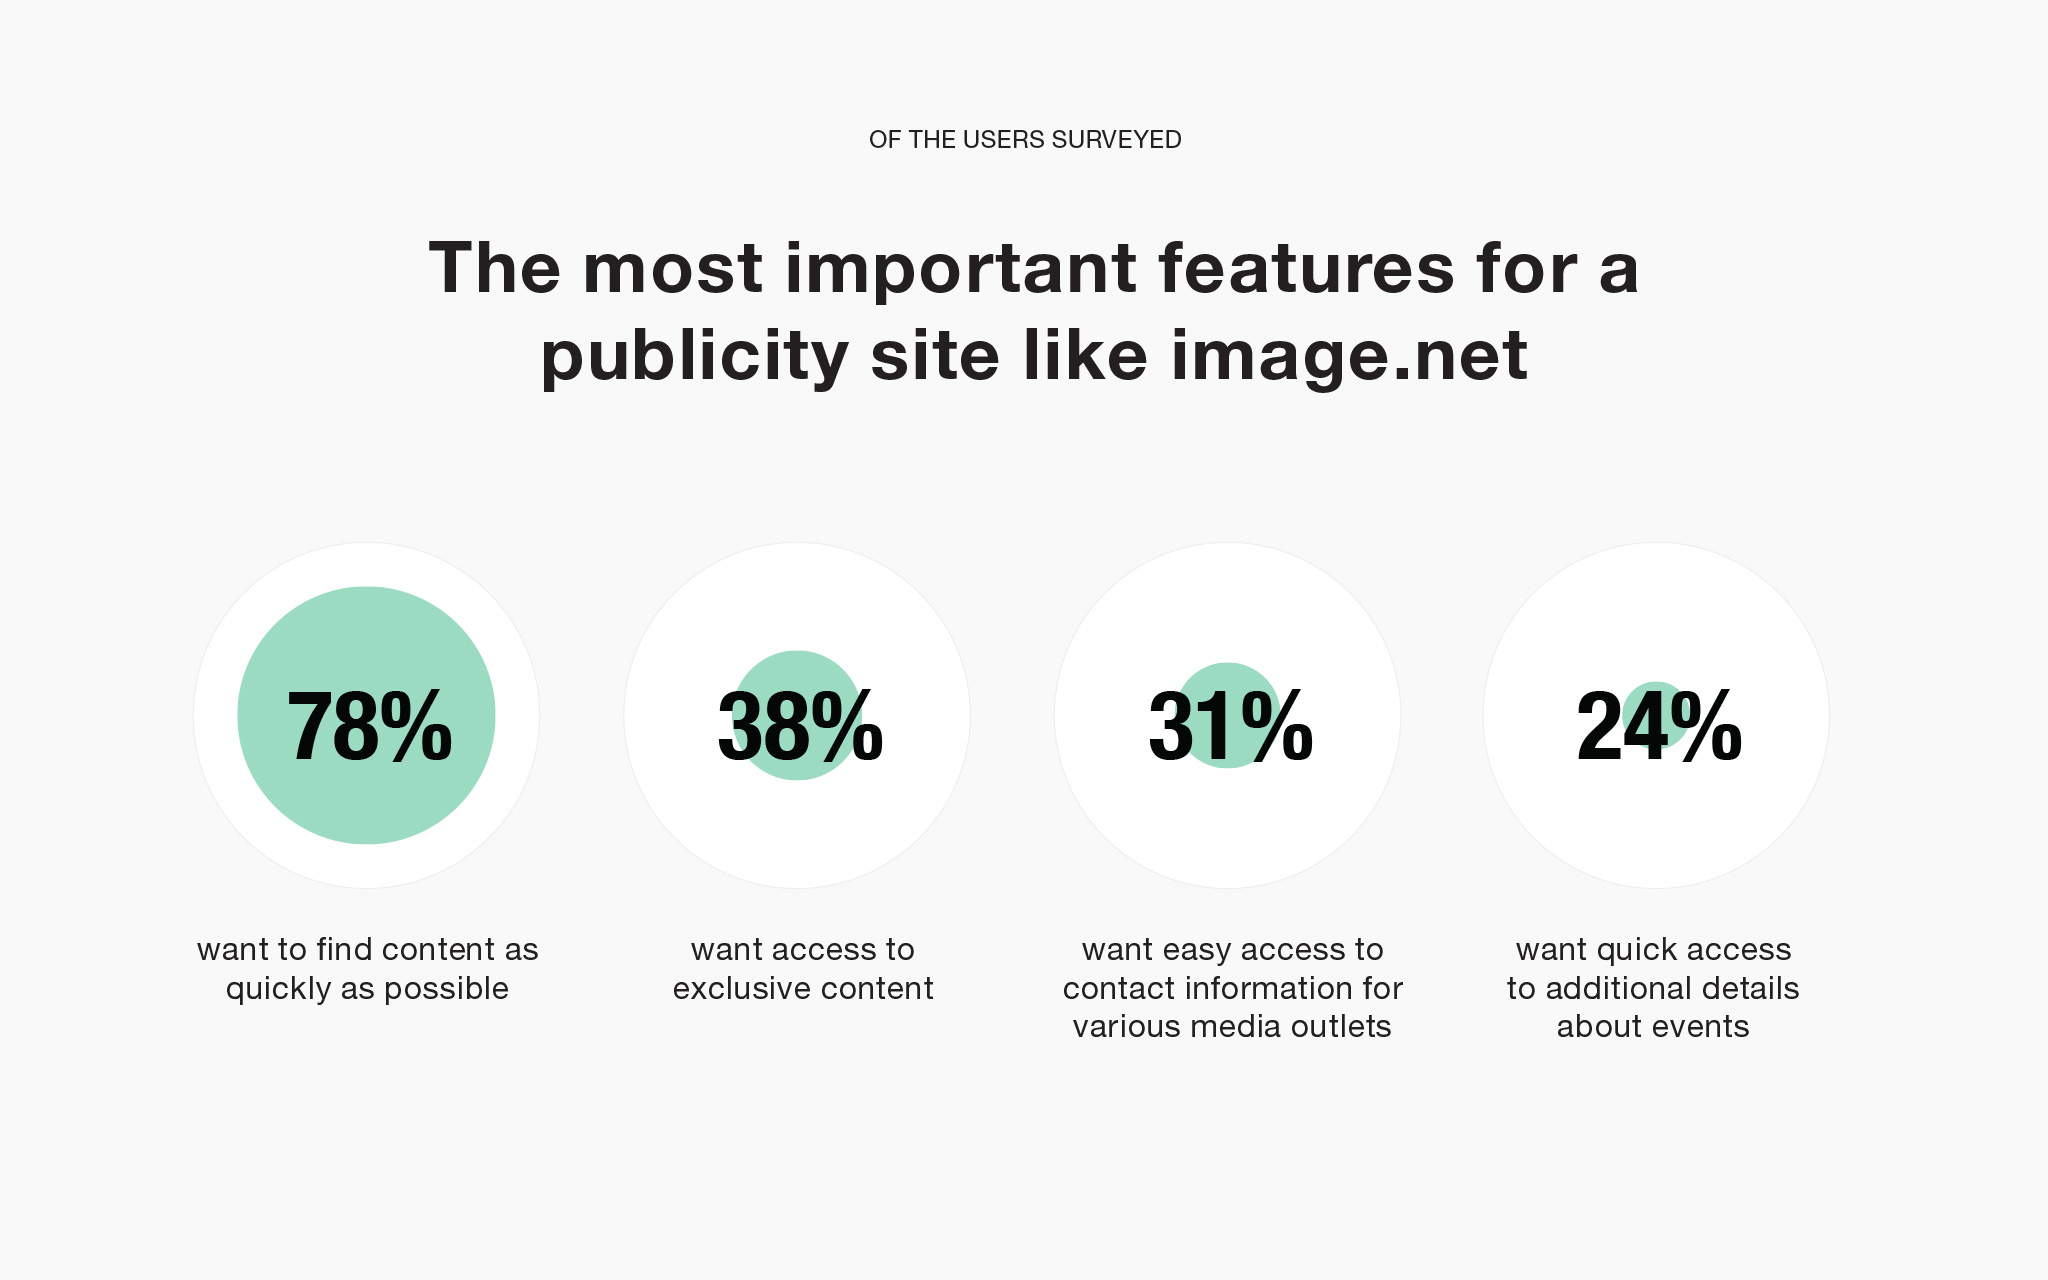 OF THE USERS SURVEYED
The most important features for a
publicity site like image.net
78%
want to find content as
quickly as possible
38%
want access to
exclusive content
31%
want easy access to
contact information for
various media outlets
24%
want quick access
to additional details
about events